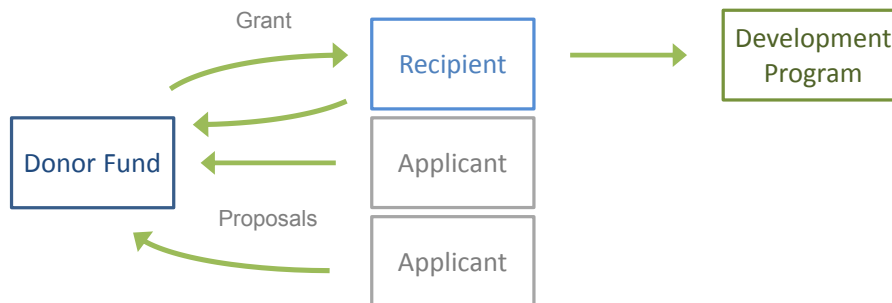 Grant
Recipient
Development
Program
Donor Fund
Applicant
Proposals
Applicant